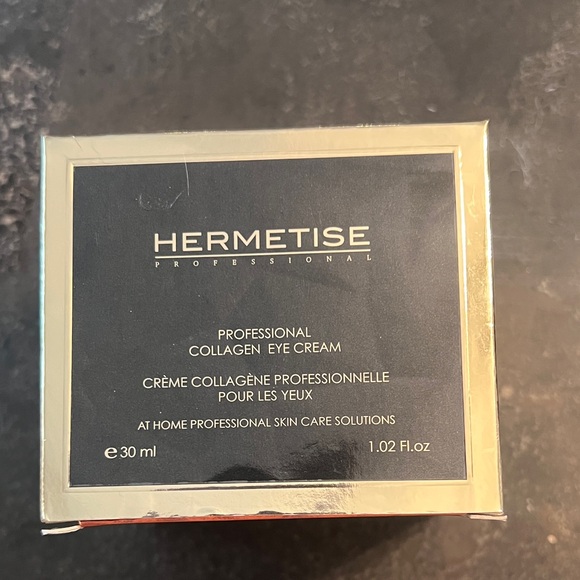 HERMETISE
PROFESSIONAL
PROFESSIONAL
COLLAGEN EYE CREAM
CRÈME COLLAGÈNE PROFESSIONNELLE
POUR LES YEUX
AT HOME PROFESSIONAL SKIN CARE SOLUTIONS
℮30 ml 1.02 Fl.oz